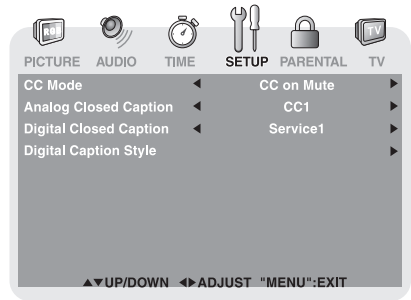 PICTURE AUDIO TIME SETUP PARENTAL TV
CC Mode ◀ CC on Mute ▶
Analog Closed Caption ◀ CC1 ▶
Digital Closed Caption ◀ Service1 ▶
Digital Caption Style ▶
▲▼UP/DOWN ◀▶ADJUST "MENU":EXIT